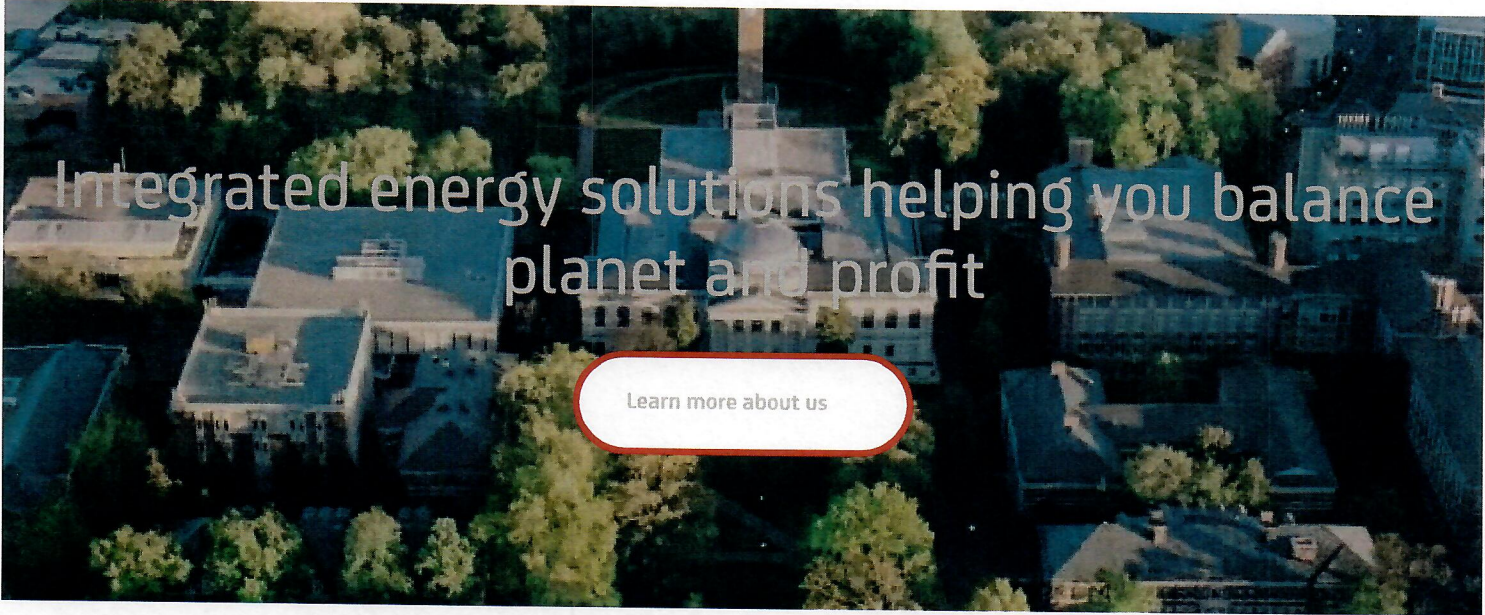 Integrated energy solutions helping you balance
planet and profit
Learn more about us